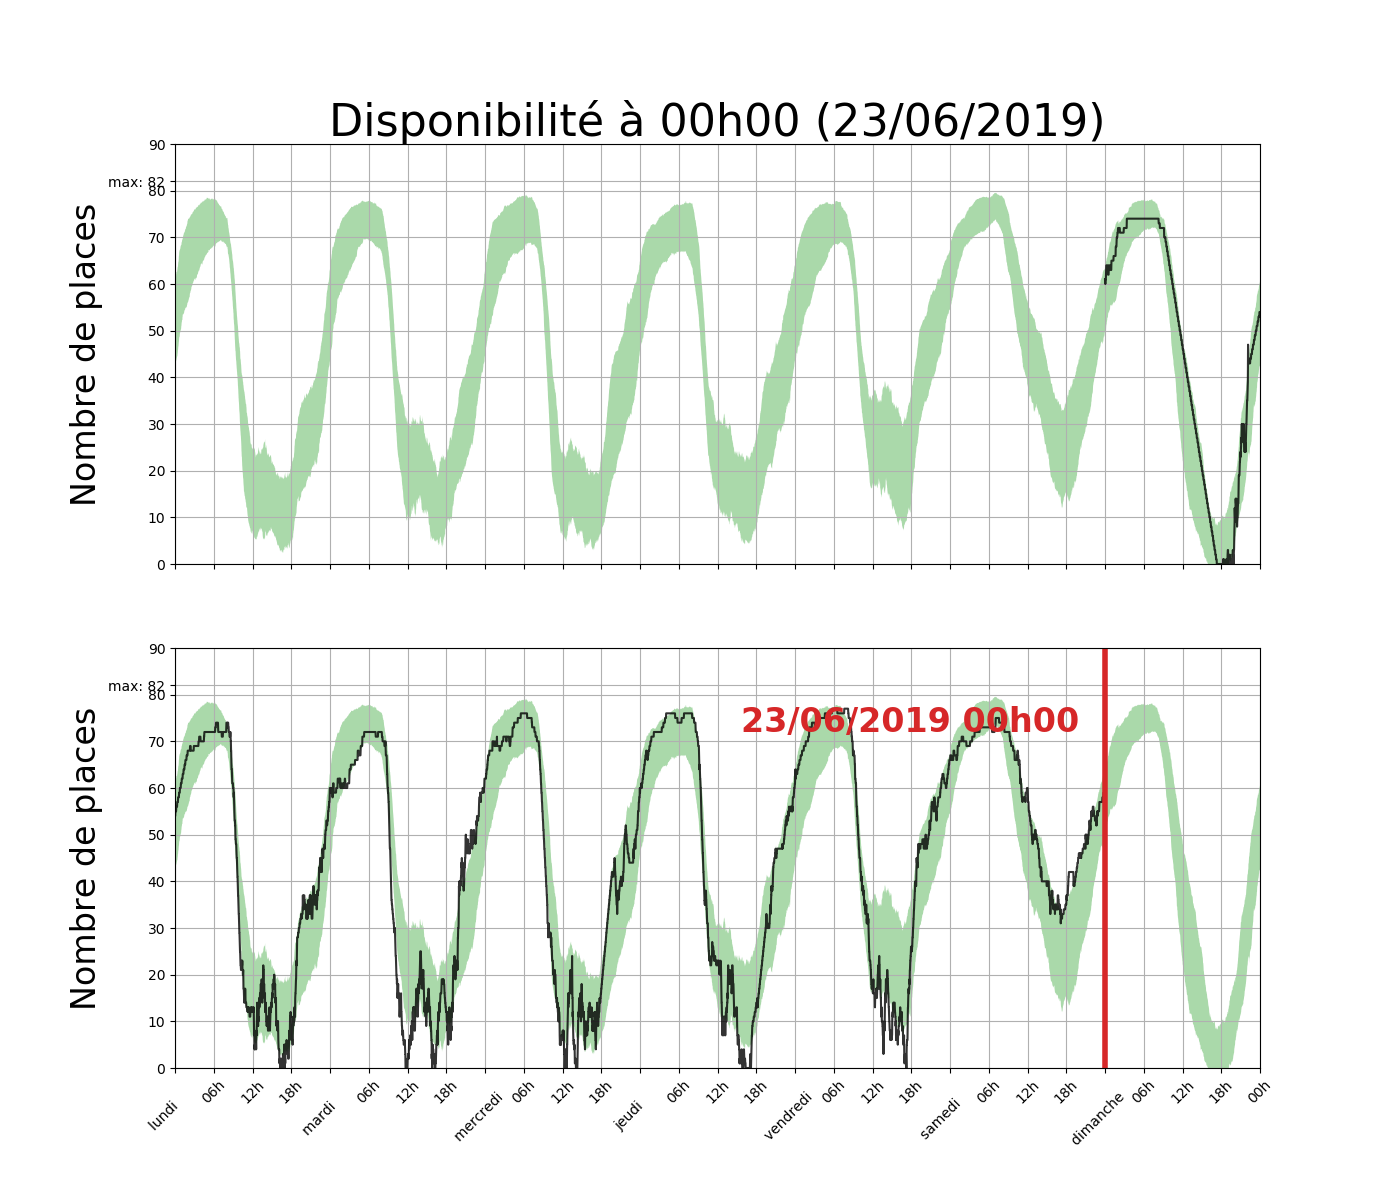 Disponibilité à 00h00 (23/06/2019)
Nombre de places
90
max: 82
80
70
60
50
40
30
20
10
0
Nombre de places
90
max: 82
80
70
60
50
40
30
20
10
0
23/06/2019 00h00
lundi 06h 12h 18h mardi 06h 12h 18h mercredi 06h 12h 18h jeudi 06h 12h 18h vendredi 06h 12h 18h samedi 06h 12h 18h dimanche 06h 12h 18h 00h